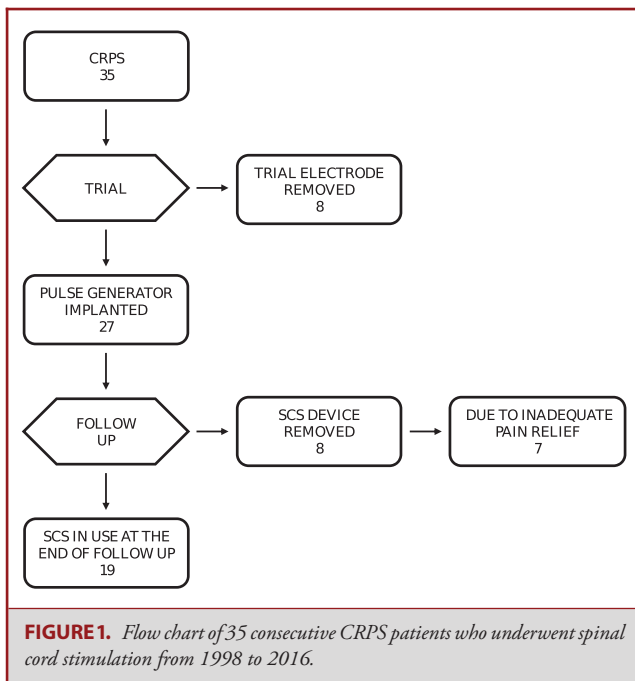 CRPS
35
TRIAL
TRIAL ELECTRODE
REMOVED
8
PULSE GENERATOR
IMPLANTED
27
FOLLOW
UP
SCS DEVICE
REMOVED
8
DUE TO INADEQUATE
PAIN RELIEF
7
SCS IN USE AT THE
END OF FOLLOW UP
19
FIGURE 1. Flow chart of 35 consecutive CRPS patients who underwent spinal
cord stimulation from 1998 to 2016.